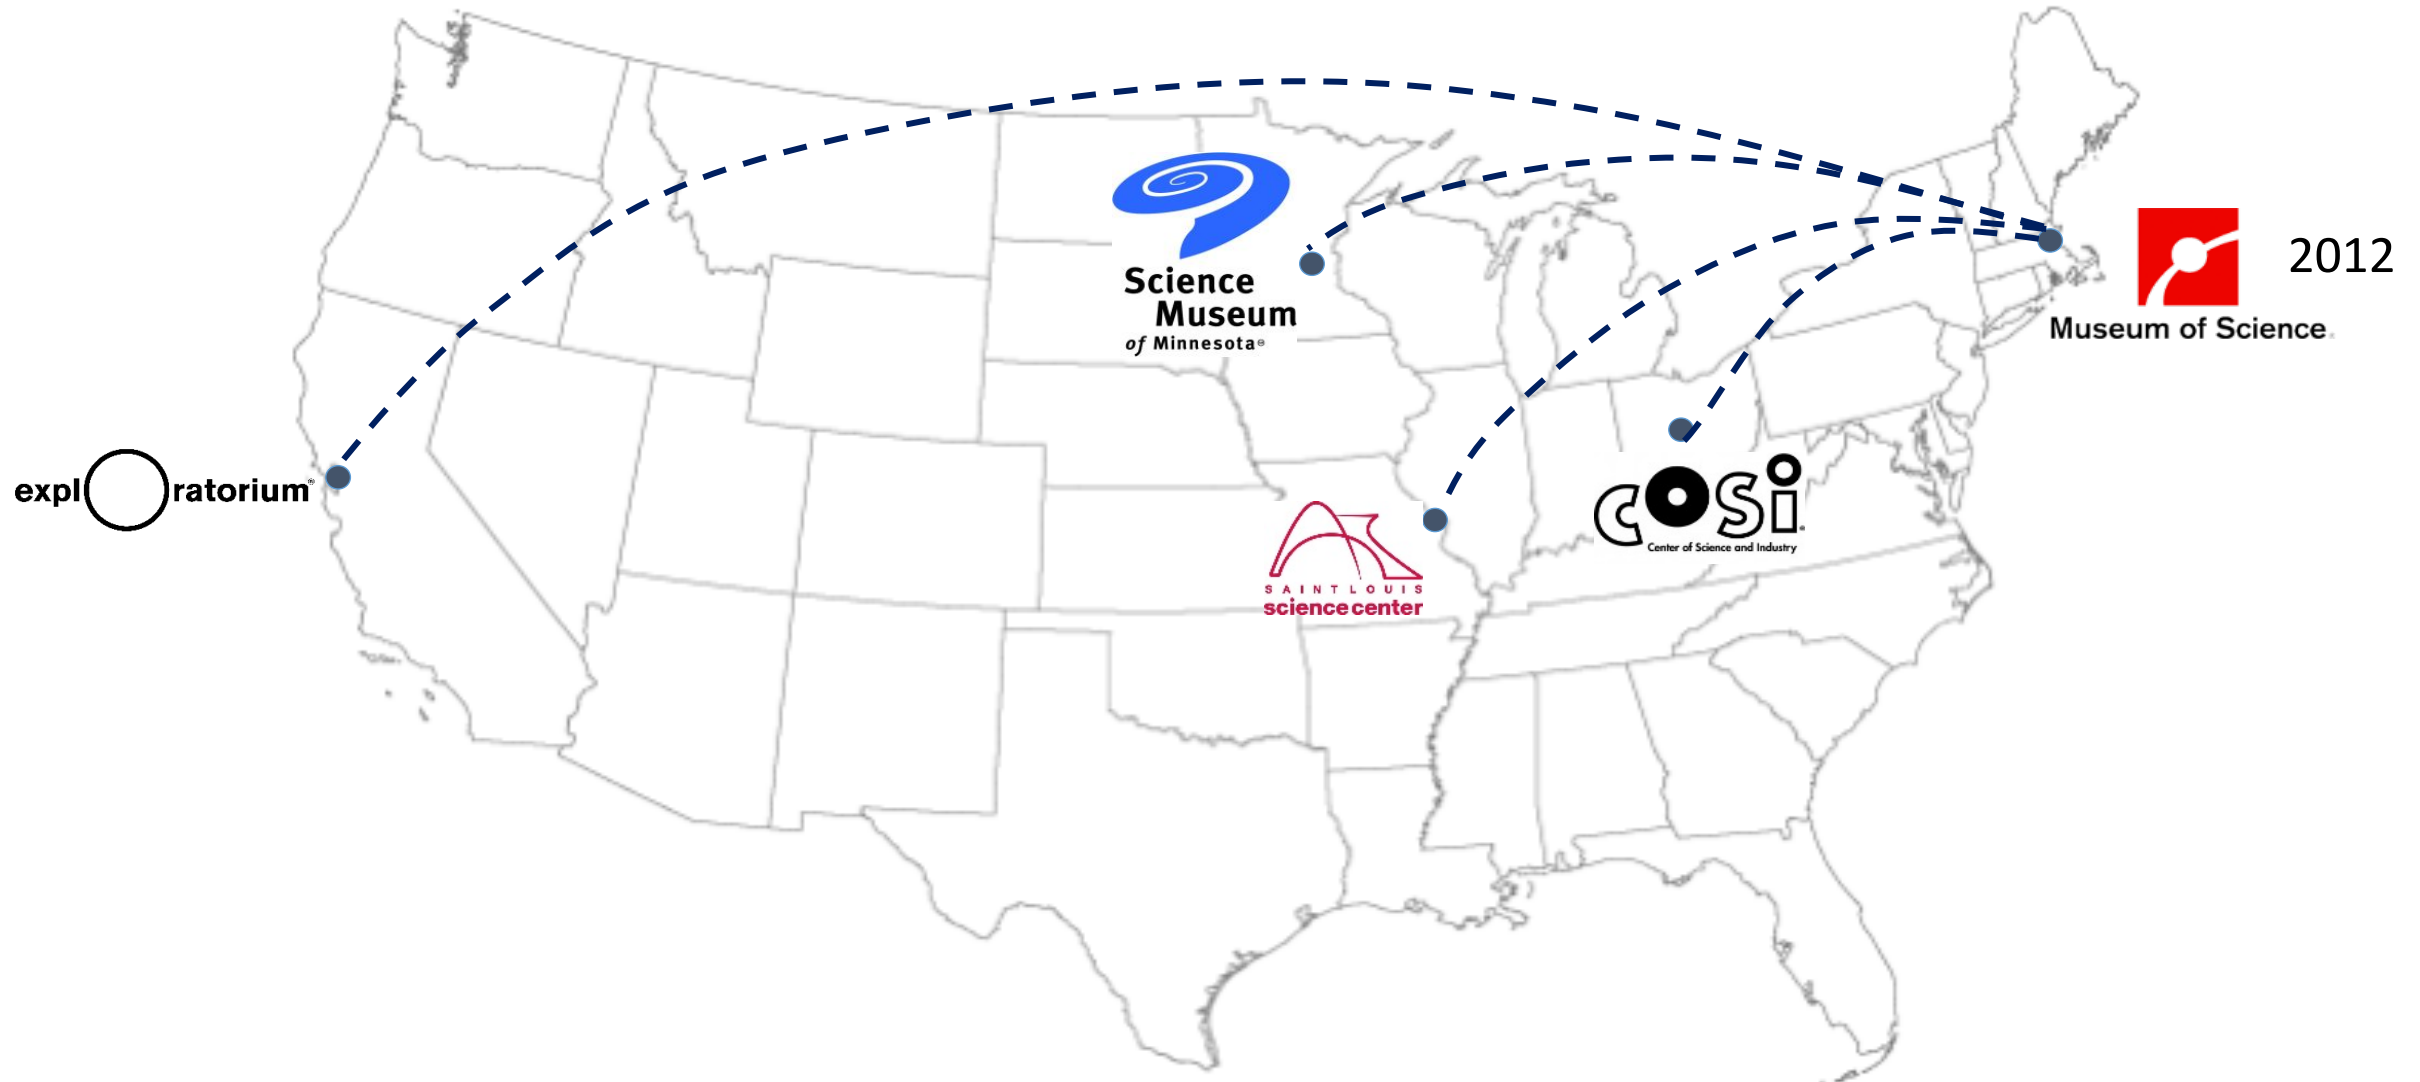 Science
Museum
of Minnesota®
2012
Museum of Science.
expl ratorium®
COSi
Center of Science and Industry
SAINT LOUIS
science center